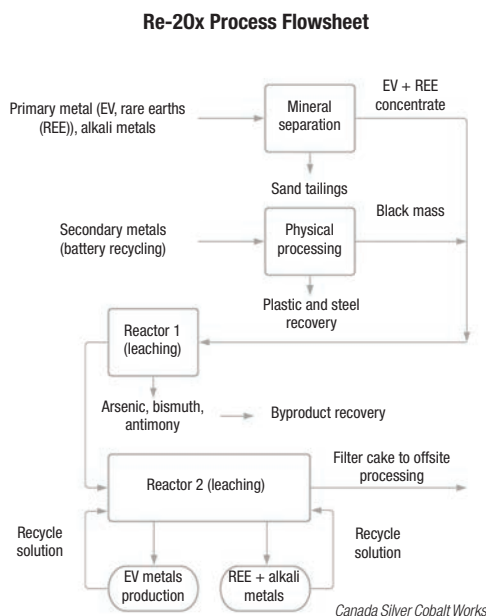 Re-2Ox Process Flowsheet
EV + REE
concentrate
Primary metal (EV, rare earths
(REE)), alkali metals
Mineral
separation
Sand tailings
Black mass
Secondary metals
(battery recycling)
Physical
processing
Plastic and steel
recovery
Reactor 1
(leaching)
Arsenic, bismuth,
antimony
Byproduct recovery
Filter cake to offsite
processing
Reactor 2 (leaching)
Recycle
solution
Recycle
solution
EV metals
production
REE + alkali
metals
Canada Silver Cobalt Works